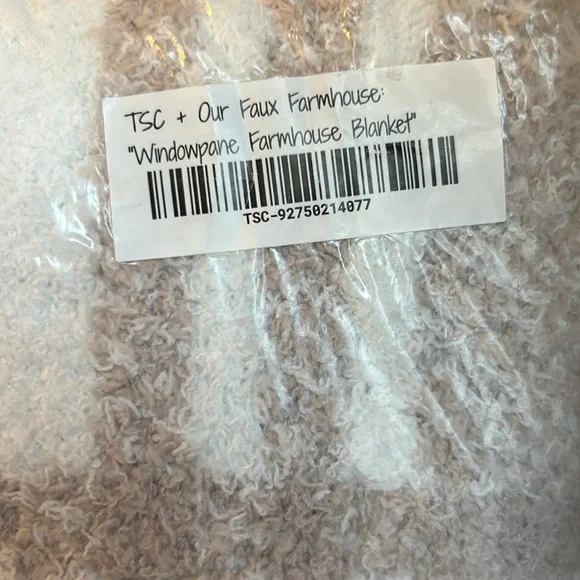 TSC + Our Faux Farmhouse:
"Windowpane Farmhouse Blanket"
TSC-92750214077